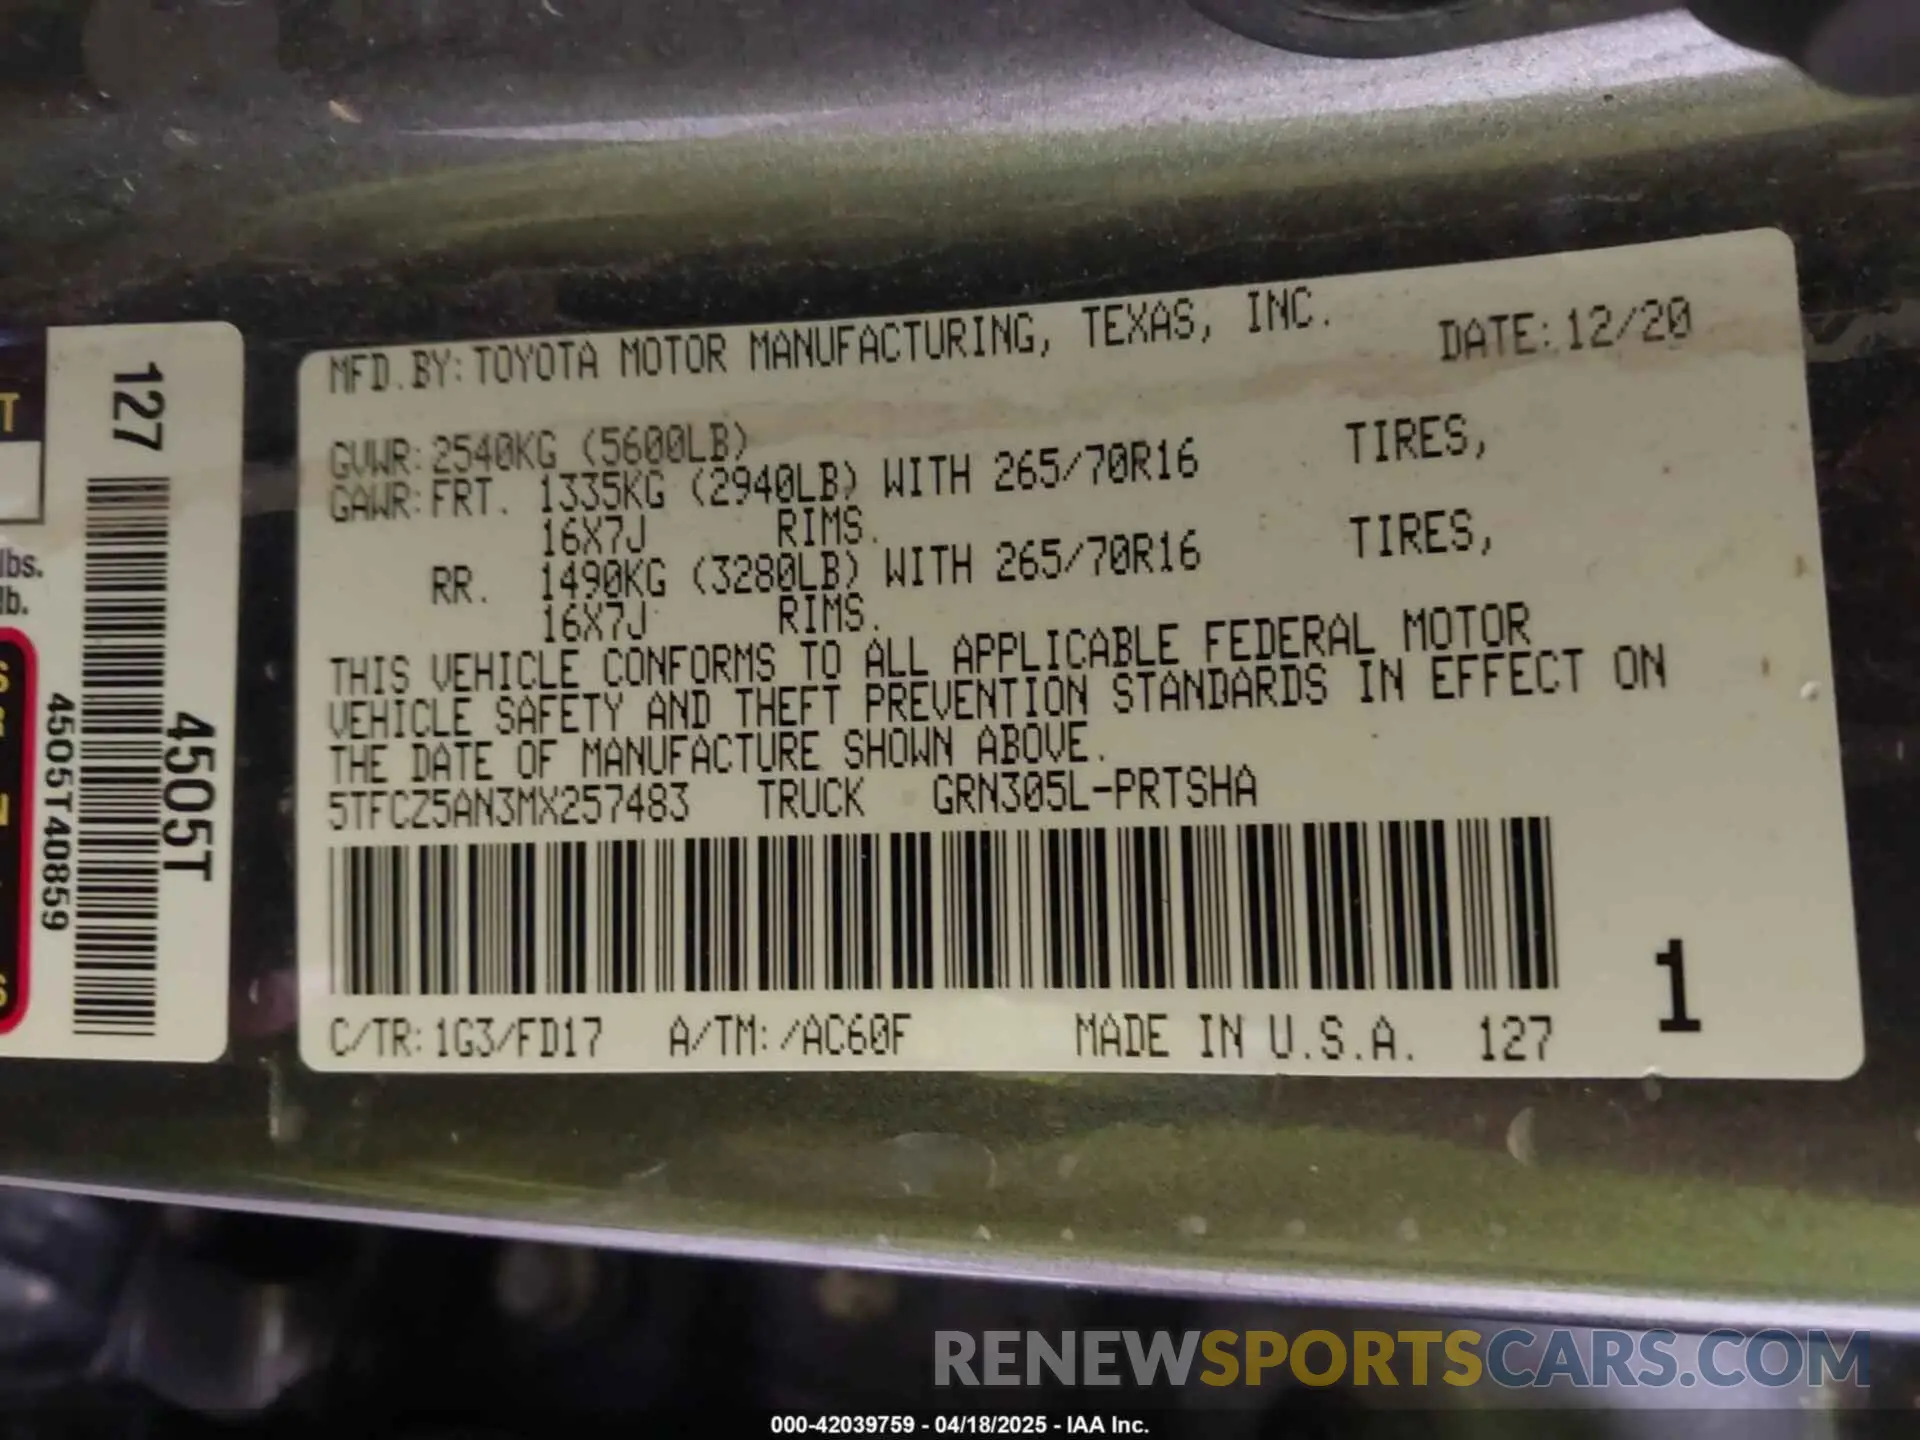 MFD.BY:TOYOTA MOTOR MANUFACTURING, TEXAS, INC. DATE:12/20
GVWR:2540KG (5600LB)
GAWR:FRT. 1335KG (2940LB) WITH 265/70R16 TIRES,
16X7J RIMS.
RR. 1490KG (3280LB) WITH 265/70R16 TIRES,
16X7J RIMS.
THIS VEHICLE CONFORMS TO ALL APPLICABLE FEDERAL MOTOR
VEHICLE SAFETY AND THEFT PREVENTION STANDARDS IN EFFECT ON
THE DATE OF MANUFACTURE SHOWN ABOVE.
5TFCZ5AN3MX257483 TRUCK GRN305L-PRTSHA
C/TR:1G3/FD17 A/TM:/AC60F MADE IN U.S.A. 127
1
127
4505T
4505T40859
T
lbs.
lb.
RENEWSPORTSCARS.COM
000-42039759 - 04/18/2025 - IAA Inc.